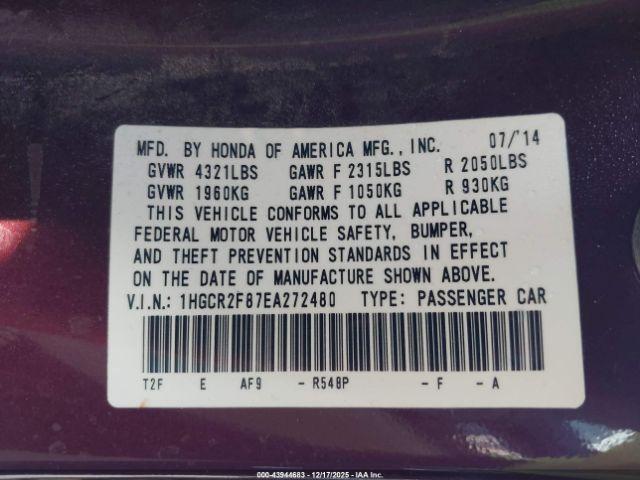 MFD. BY HONDA OF AMERICA MFG., INC. 07/'14
GVWR 4321LBS GAWR F 2315LBS R 2050LBS
GVWR 1960KG GAWR F 1050KG R 930KG
THIS VEHICLE CONFORMS TO ALL APPLICABLE
FEDERAL MOTOR VEHICLE SAFETY, BUMPER,
AND THEFT PREVENTION STANDARDS IN EFFECT
ON THE DATE OF MANUFACTURE SHOWN ABOVE.
V.I.N.: 1HGCR2F87EA272480 TYPE: PASSENGER CAR
T2F E AF9 - R548P - F - A
000-43944683 - 12/17/2025 - IAA Inc.